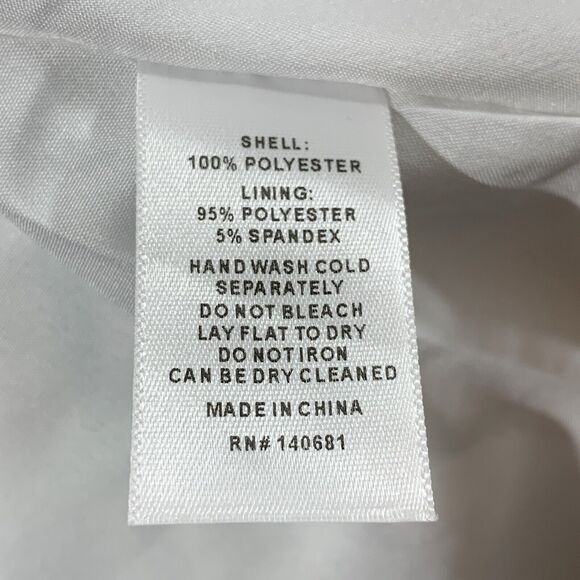 SHELL:
100% POLYESTER
LINING:
95% POLYESTER
5% SPANDEX
HAND WASH COLD
SEPARATELY
DO NOT BLEACH
LAY FLAT TO DRY
DO NOT IRON
CAN BE DRY CLEANED
MADE IN CHINA
RN# 140681